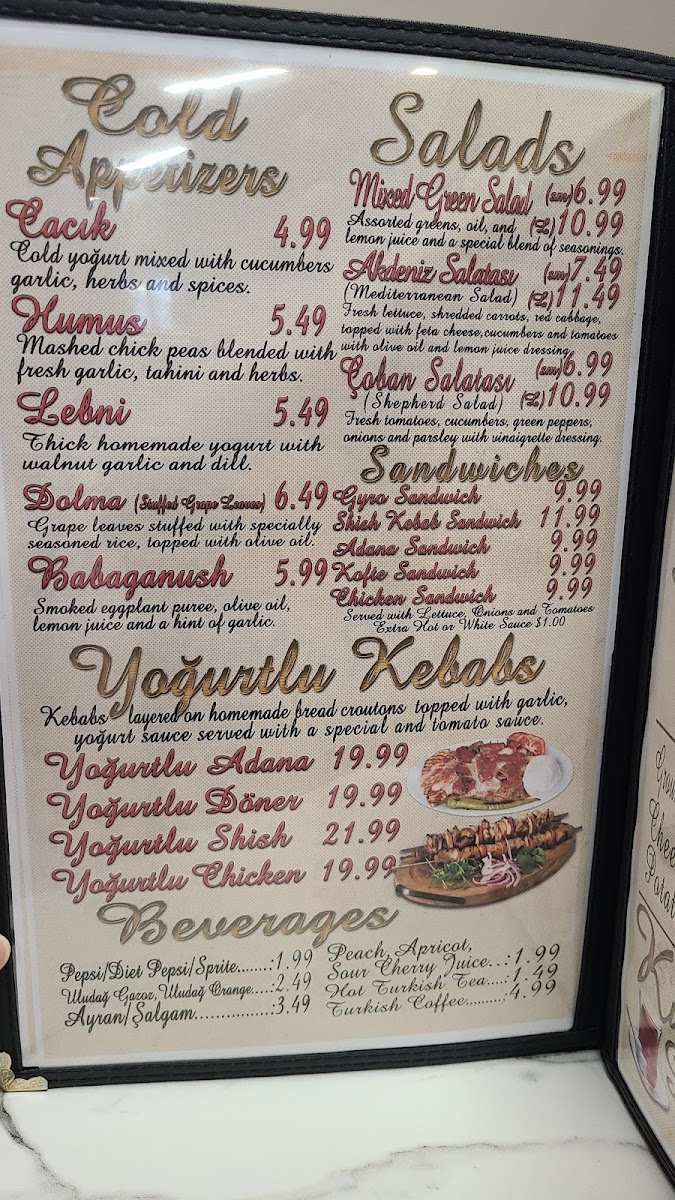 Cold
Appetizers
Cacık 4.99
Cold yoğurt mixed with cucumbers
garlic, herbs and spices.
Humus 5.49
Mashed chick peas blended with
fresh garlic, tahini and herbs.
Lebni 5.49
Thick homemade yogurt with
walnut garlic and dill.
Dolma (Stuffed Grape Leaves) 6.49
Grape leaves stuffed with specially
seasoned rice, topped with olive oil.
Babaganush 5.99
Smoked eggplant puree, olive oil,
lemon juice and a hint of garlic.
Salads
Mixed Green Salad (sm)6.99
Assorted greens, oil, and (L)10.99
lemon juice and a special blend of seasonings.
Akdeniz Salatası (sm)7.49
(Mediterranean Salad) (L)11.49
Fresh lettuce, shredded carrots, red cabbage,
topped with feta cheese,cucumbers and tomatoes
with olive oil and lemon juice dressing.
Çoban Salatası (sm)6.99
(Shepherd Salad) (L)10.99
Fresh tomatoes, cucumbers, green peppers,
onions and parsley with vinaigrette dressing.
Sandwiches
Gyro Sandwich 9.99
Shish Kebab Sandwich 11.99
Adana Sandwich 9.99
Kofte Sandwich 9.99
Chicken Sandwich 9.99
Served with Lettuce, Onions and Tomatoes
Extra Hot or White Sauce $1.00
Yoğurtlu Kebabs
Kebabs layered on homemade bread croutons topped with garlic,
yoğurt sauce served with a special and tomato sauce.
Yoğurtlu Adana 19.99
Yoğurtlu Döner 19.99
Yoğurtlu Shish 21.99
Yoğurtlu Chicken 19.99
Beverages
Pepsi/Diet Pepsi/Sprite.......:1.99
Uludağ Gazoz, Uludağ Orange....:2.49
Ayran/Şalgam...............:3.49
Peach, Apricot,
Sour Cherry Juice...:1.99
Hot Turkish Tea.....:1.49
Turkish Coffee.........:4.99